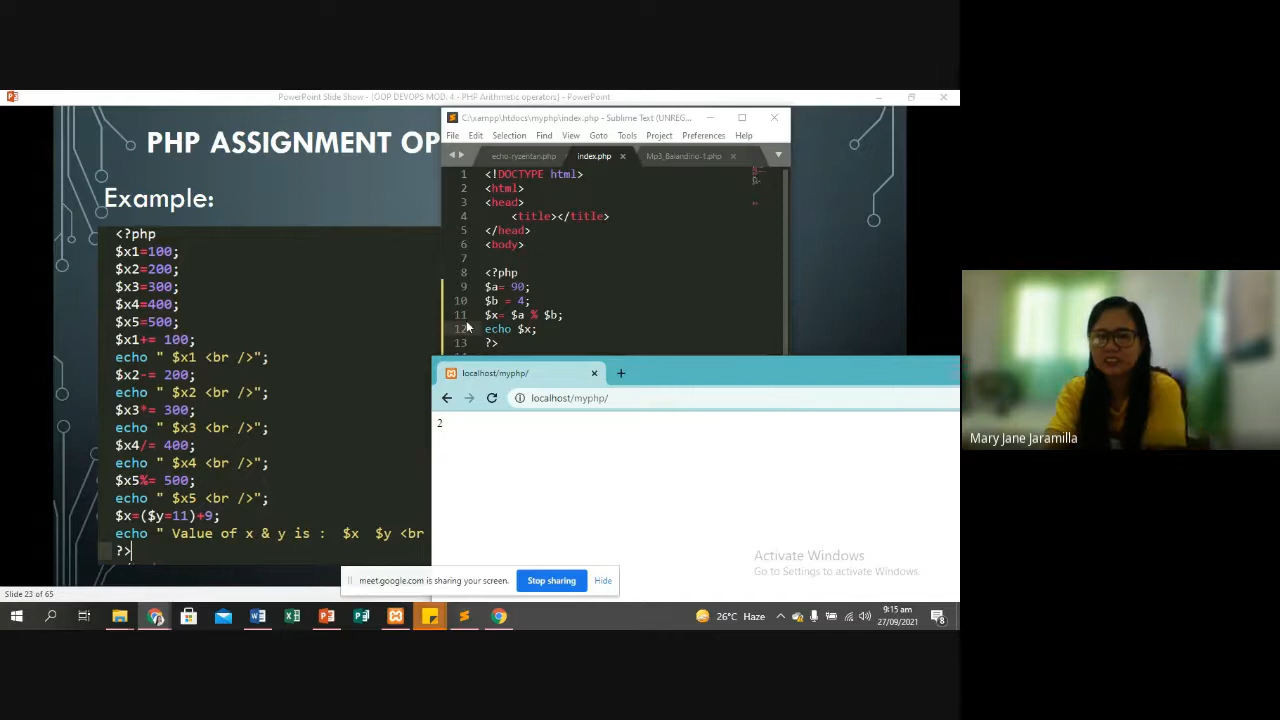 PowerPoint Slide Show - [OOP DEVOPS MOD. 4 - PHP Arithmetic operators] - PowerPoint
PHP ASSIGNMENT OP
Example:
<?php
$x1=100;
$x2=200;
$x3=300;
$x4=400;
$x5=500;
$x1+= 100;
echo " $x1 <br />";
$x2-= 200;
echo " $x2 <br />";
$x3*= 300;
echo " $x3 <br />";
$x4/= 400;
echo " $x4 <br />";
$x5%= 500;
echo " $x5 <br />";
$x=($y=11)+9;
echo " Value of x & y is :  $x  $y <br
?>
C:\xampp\htdocs\myphp\index.php - Sublime Text (UNREG...
File Edit Selection Find View Goto Tools Project Preferences Help
echo-ryzentari.php index.php Mp3_Baiandino-1.php
1 <!DOCTYPE html>
2 <html>
3 <head>
4 <title></title>
5 </head>
6 <body>
7
8 <?php
9 $a= 90;
10 $b = 4;
11 $x= $a % $b;
12 echo $x;
13 ?>
localhost/myphp/
localhost/myphp/
2
Activate Windows
Go to Settings to activate Windows.
meet.google.com is sharing your screen. Stop sharing Hide
Slide 23 of 65
26°C Haze
9:15 am
27/09/2021
8
Mary Jane Jaramilla